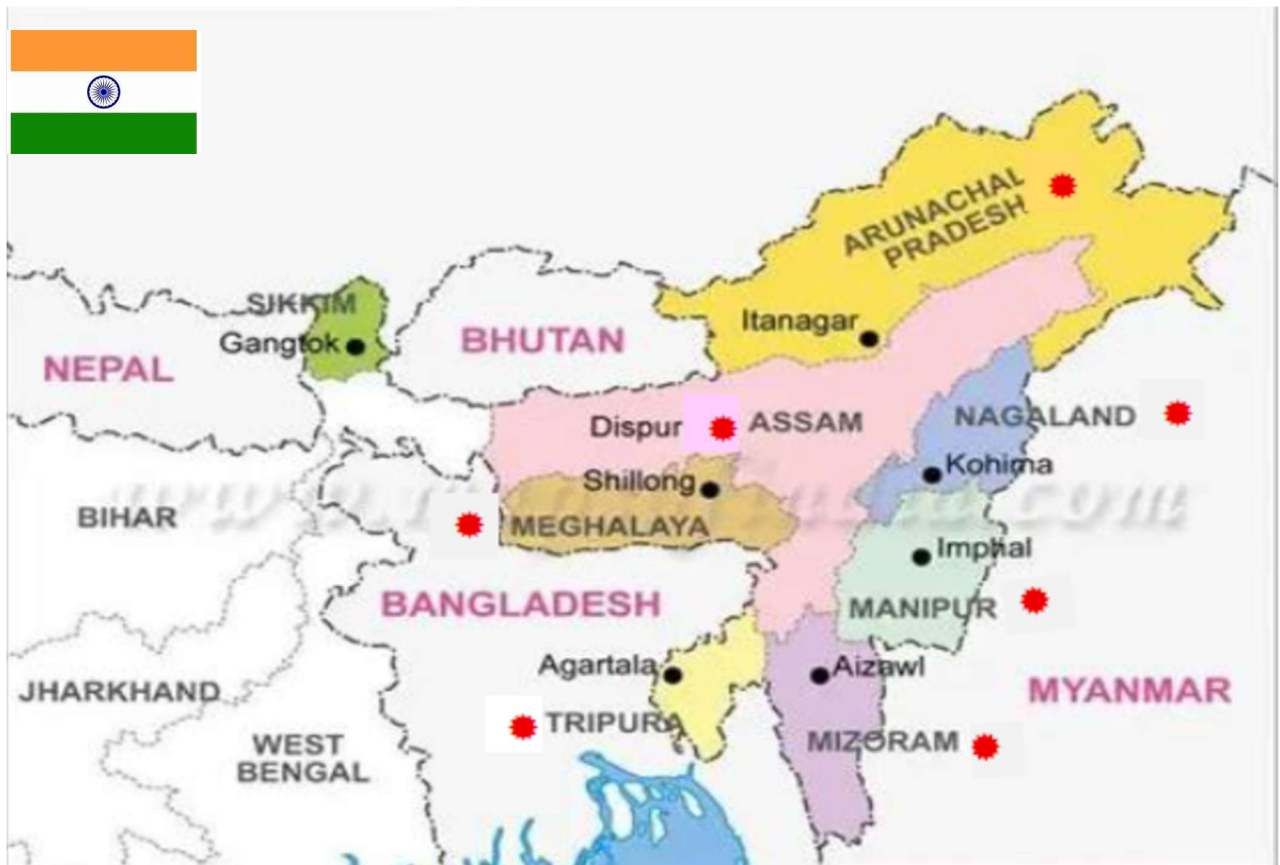 ARUNACHAL
PRADESH
SIKKIM
Gangtok
BHUTAN
Itanagar
NEPAL
Dispur
ASSAM
NAGALAND
Kohima
Shillong
BIHAR
MEGHALAYA
Imphal
BANGLADESH
MANIPUR
Agartala
Aizawl
JHARKHAND
MYANMAR
TRIPURA
WEST
BENGAL
MIZORAM